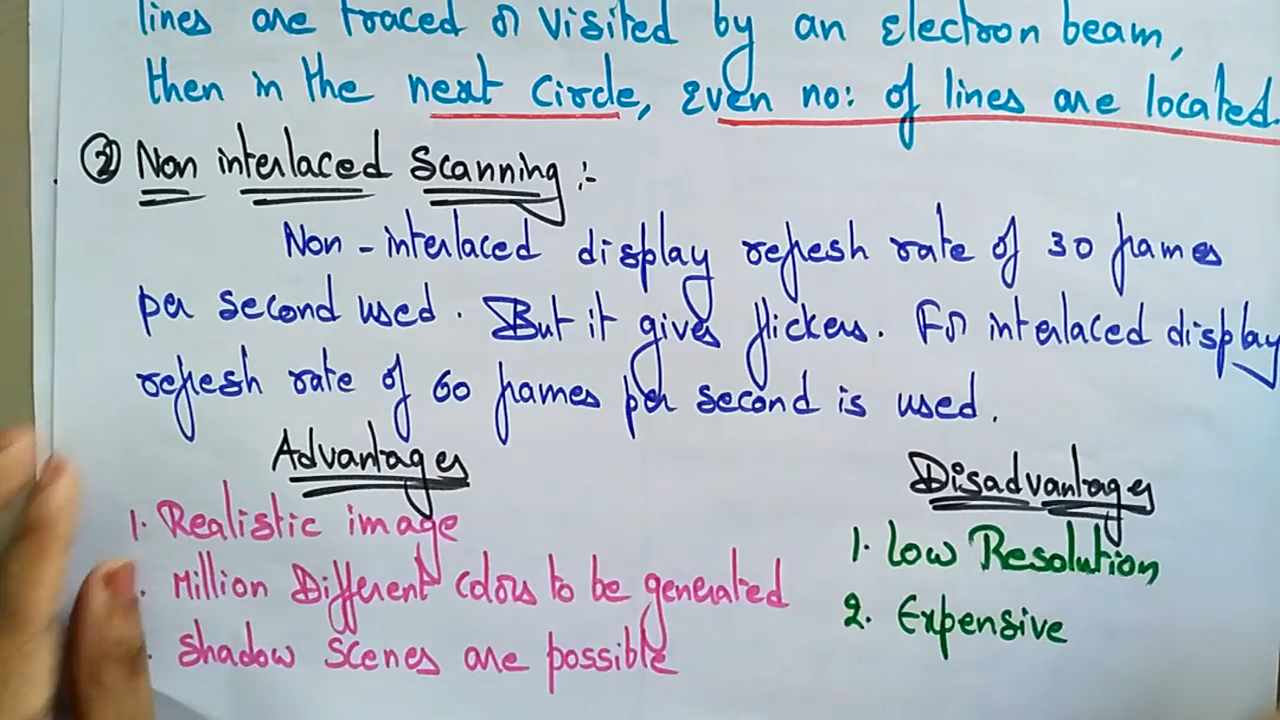 lines are traced or visited by an electron beam,
then in the next circle, even no: of lines are located.
② Non interlaced Scanning :-
Non-interlaced display refresh rate of 30 frames
per second used. But it gives flickers. For interlaced display
refresh rate of 60 frames per second is used.
Advantages
1. Realistic image
. Million Different colors to be generated
. Shadow scenes are possible
Disadvantages
1. Low Resolution
2. Expensive